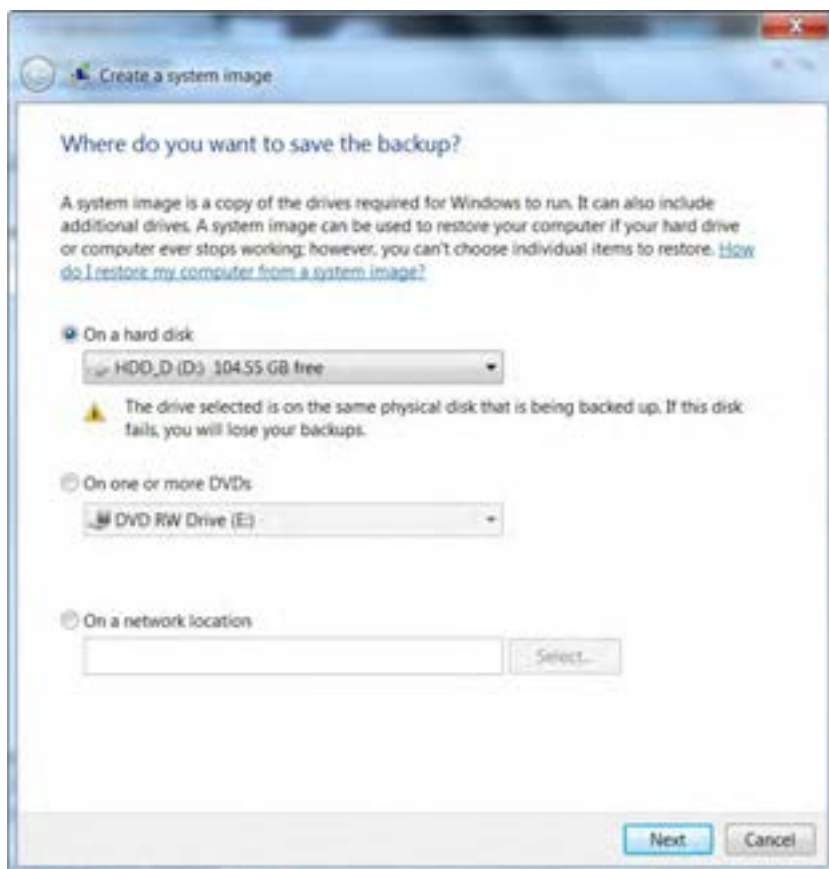 Create a system image
Where do you want to save the backup?
A system image is a copy of the drives required for Windows to run. It can also include
additional drives. A system image can be used to restore your computer if your hard drive
or computer ever stops working; however, you can't choose individual items to restore. How
do I restore my computer from a system image?
On a hard disk
HDD_D (D:) 104.55 GB free
The drive selected is on the same physical disk that is being backed up. If this disk
fails, you will lose your backups.
On one or more DVDs
DVD RW Drive (E:)
On a network location
Select...
Next Cancel